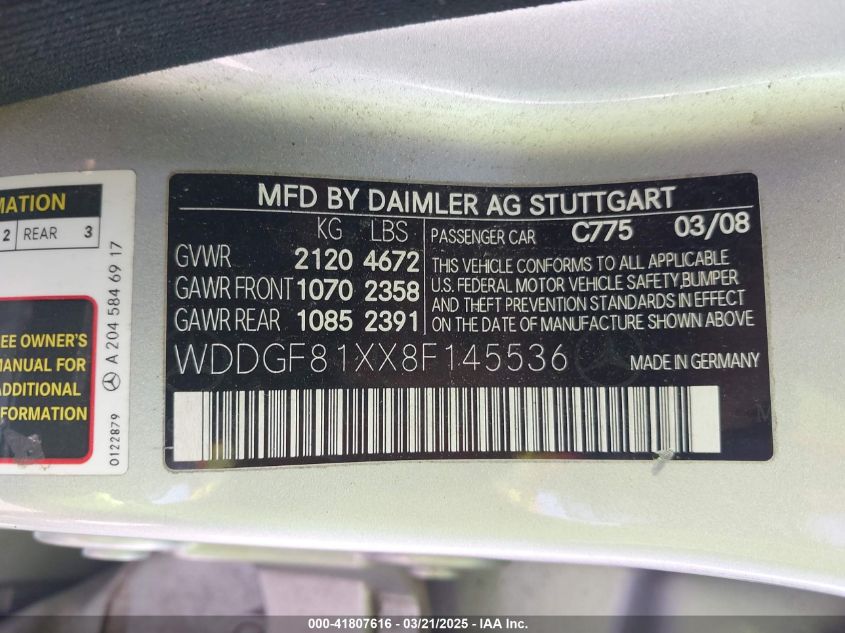 MATION
2 REAR 3
EE OWNER'S
MANUAL FOR
ADDITIONAL
NFORMATION
0122879
A 204 584 69 17
MFD BY DAIMLER AG STUTTGART
KG LBS
GVWR 2120 4672
GAWR FRONT 1070 2358
GAWR REAR 1085 2391
PASSENGER CAR C775 03/08
THIS VEHICLE CONFORMS TO ALL APPLICABLE
U.S. FEDERAL MOTOR VEHICLE SAFETY, BUMPER
AND THEFT PREVENTION STANDARDS IN EFFECT
ON THE DATE OF MANUFACTURE SHOWN ABOVE.
WDDGF81XX8F145536 MADE IN GERMANY
000-41807616 - 03/21/2025 - IAA Inc.